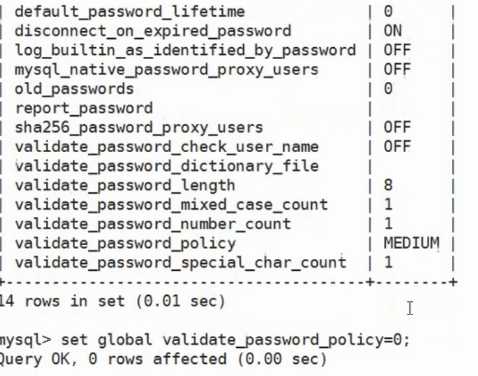 | default_password_lifetime | 0 |
| disconnect_on_expired_password | ON |
| log_builtin_as_identified_by_password | OFF |
| mysql_native_password_proxy_users | OFF |
| old_passwords | 0 |
| report_password | |
| sha256_password_proxy_users | OFF |
| validate_password_check_user_name | OFF |
| validate_password_dictionary_file | |
| validate_password_length | 8 |
| validate_password_mixed_case_count | 1 |
| validate_password_number_count | 1 |
| validate_password_policy | MEDIUM |
| validate_password_special_char_count | 1 |
+---------------------------------------+--------+
14 rows in set (0.01 sec)
mysql> set global validate_password_policy=0;
Query OK, 0 rows affected (0.00 sec)